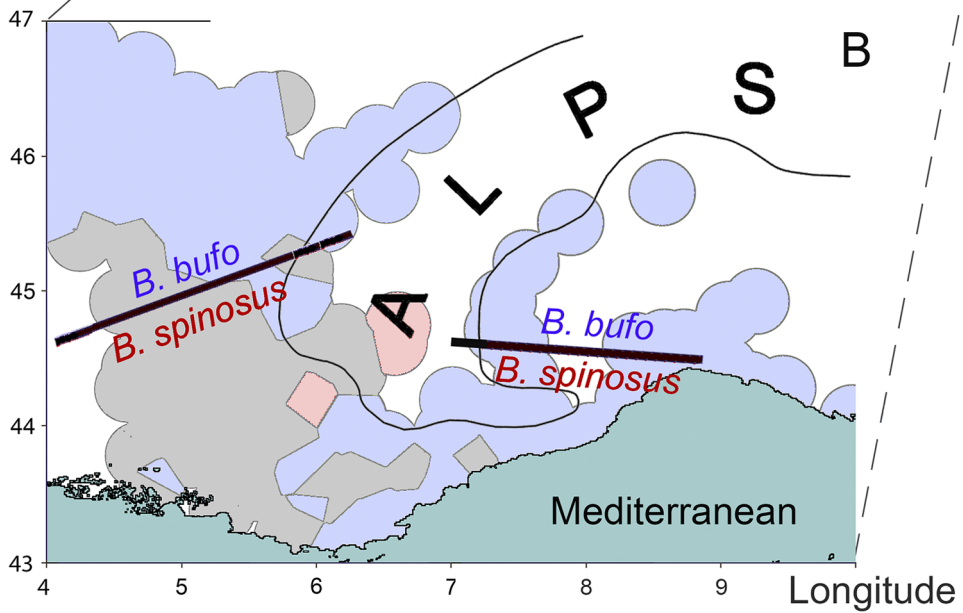 47
B
S
P
46
L
B. bufo
45
A
B. spinosus
B. bufo
B. spinosus
44
Mediterranean
43
4 5 6 7 8 9 Longitude